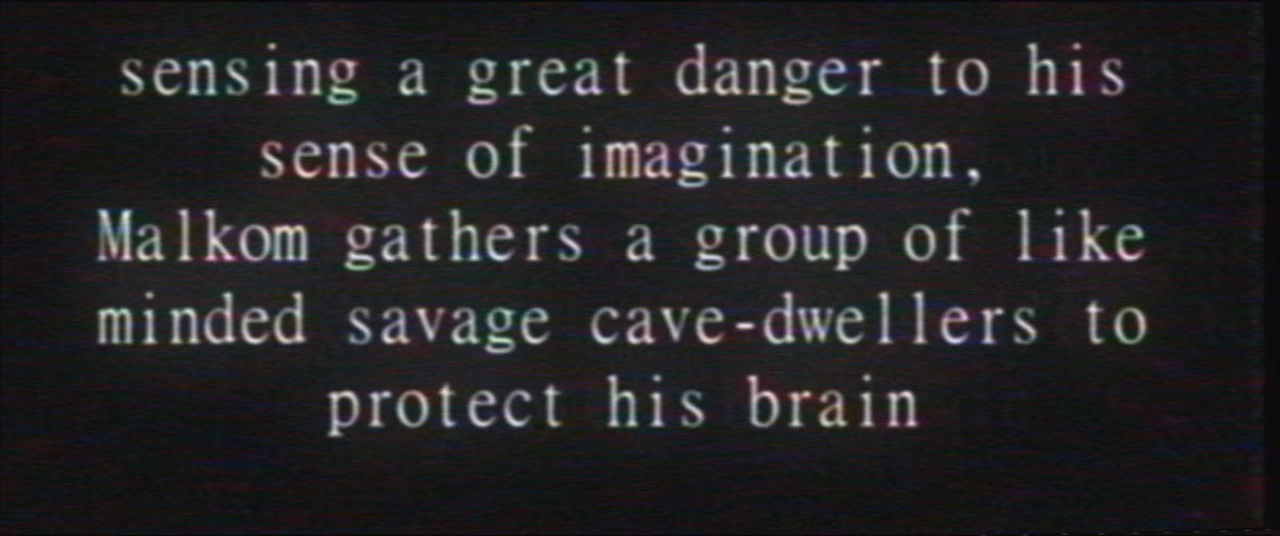 sensing a great danger to his
sense of imagination,
Malkom gathers a group of like
minded savage cave-dwellers to
protect his brain